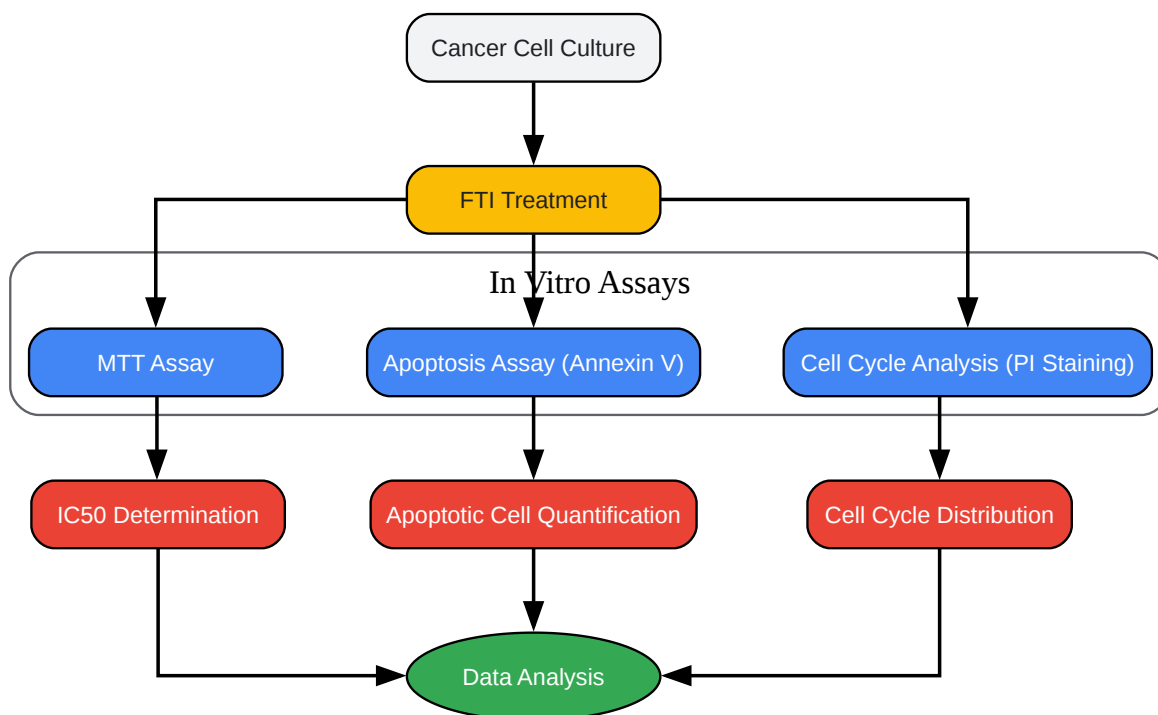 Cancer Cell Culture
FTI Treatment
In Vitro Assays
MTT Assay
Apoptosis Assay (Annexin V)
Cell Cycle Analysis (PI Staining)
IC50 Determination
Apoptotic Cell Quantification
Cell Cycle Distribution
Data Analysis